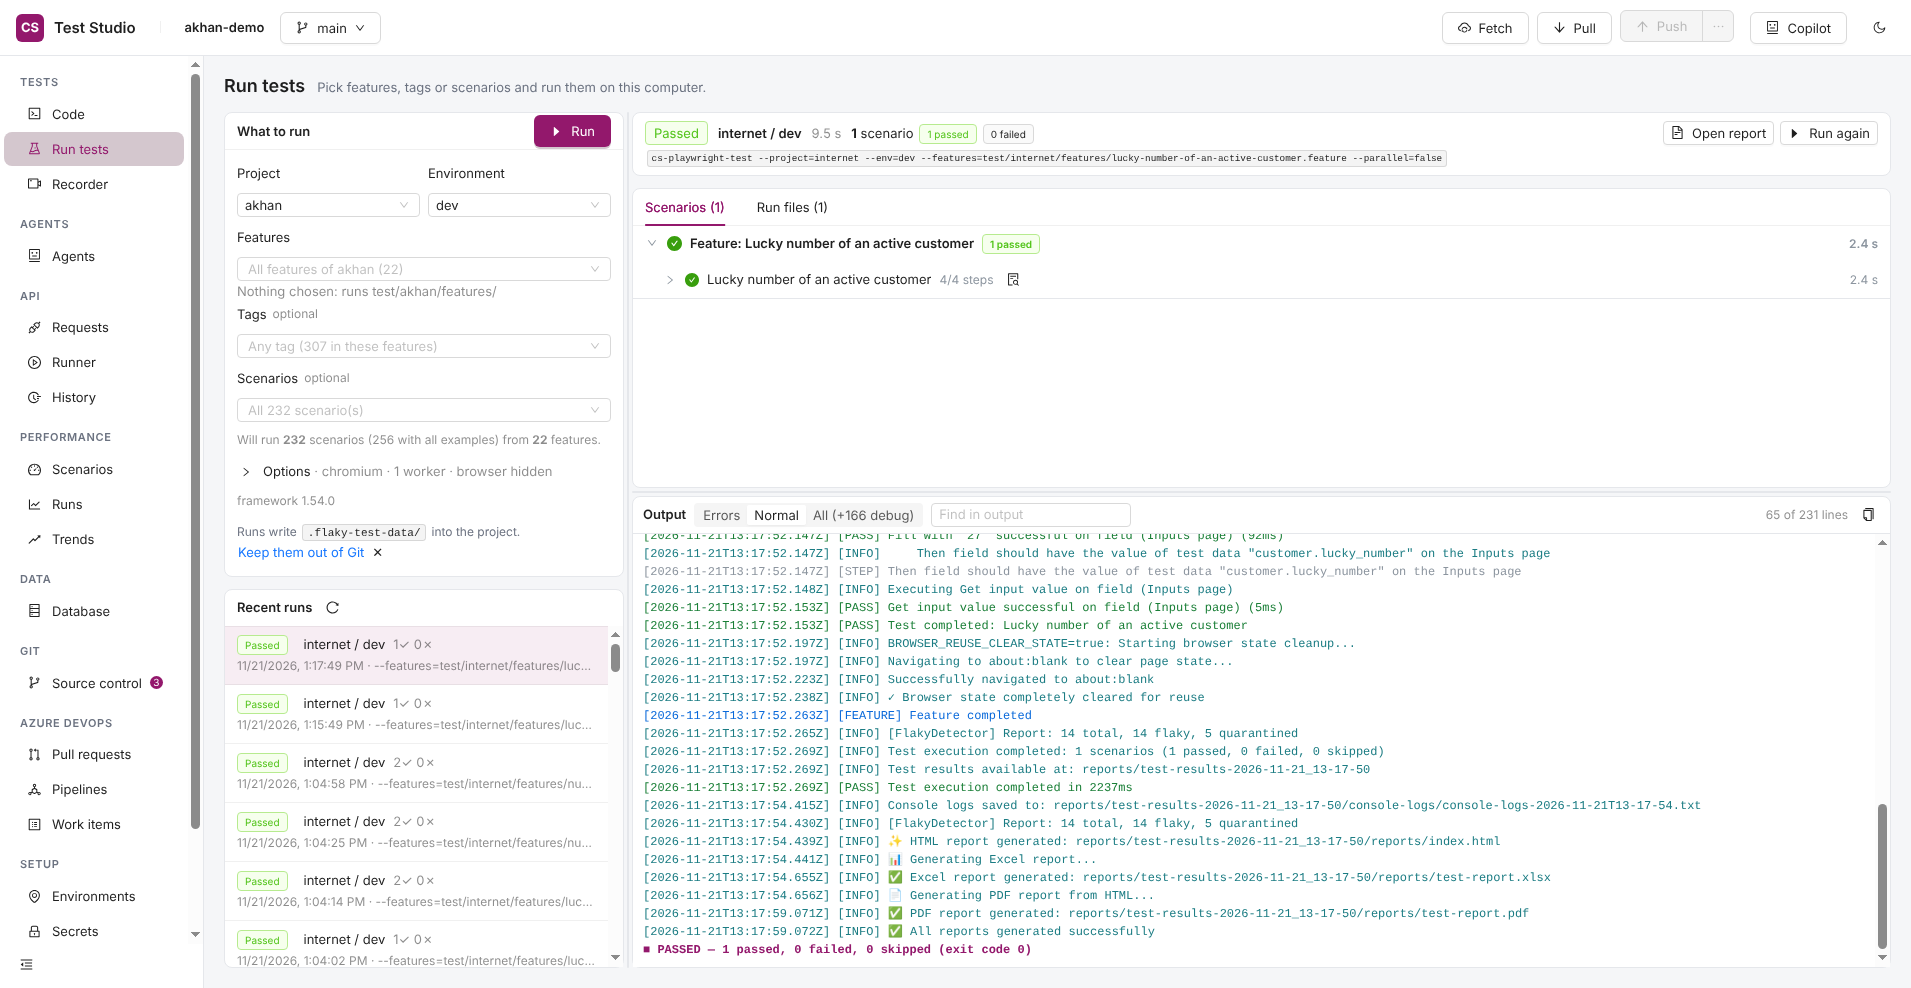 CS Test Studio akhan-demo main Fetch Pull Push ... Copilot
TESTS
Code
Run tests
Recorder
AGENTS
Agents
API
Requests
Runner
History
PERFORMANCE
Scenarios
Runs
Trends
DATA
Database
GIT
Source control 3
AZURE DEVOPS
Pull requests
Pipelines
Work items
SETUP
Environments
Secrets
Run tests Pick features, tags or scenarios and run them on this computer.
What to run Run
Project Environment
akhan dev
Features
All features of akhan (22)
Nothing chosen: runs test/akhan/features/
Tags optional
Any tag (307 in these features)
Scenarios optional
All 232 scenario(s)
Will run 232 scenarios (256 with all examples) from 22 features.
Options · chromium · 1 worker · browser hidden
framework 1.54.0
Runs write .flaky-test-data/ into the project.
Keep them out of Git ×
Recent runs
Passed internet / dev 1✓ 0×
11/21/2026, 1:17:49 PM · --features=test/internet/features/luc...
Passed internet / dev 1✓ 0×
11/21/2026, 1:15:49 PM · --features=test/internet/features/luc...
Passed internet / dev 2✓ 0×
11/21/2026, 1:04:58 PM · --features=test/internet/features/nu...
Passed internet / dev 2✓ 0×
11/21/2026, 1:04:25 PM · --features=test/internet/features/nu...
Passed internet / dev 2✓ 0×
11/21/2026, 1:04:14 PM · --features=test/internet/features/luc...
Passed internet / dev 1✓ 0×
11/21/2026, 1:04:02 PM · --features=test/internet/features/luc...
Passed internet / dev 9.5 s 1 scenario 1 passed 0 failed Open report Run again
cs-playwright-test --project=internet --env=dev --features=test/internet/features/lucky-number-of-an-active-customer.feature --parallel=false
Scenarios (1) Run files (1)
Feature: Lucky number of an active customer 1 passed 2.4 s
Lucky number of an active customer 4/4 steps 2.4 s
Output Errors Normal All (+166 debug) Find in output 65 of 231 lines
[2026-11-21T13:17:52.147Z] [PASS] Fill with "27" successful on field (Inputs page) (92ms)
[2026-11-21T13:17:52.147Z] [INFO] Then field should have the value of test data "customer.lucky_number" on the Inputs page
[2026-11-21T13:17:52.147Z] [STEP] Then field should have the value of test data "customer.lucky_number" on the Inputs page
[2026-11-21T13:17:52.148Z] [INFO] Executing Get input value on field (Inputs page)
[2026-11-21T13:17:52.153Z] [PASS] Get input value successful on field (Inputs page) (5ms)
[2026-11-21T13:17:52.153Z] [PASS] Test completed: Lucky number of an active customer
[2026-11-21T13:17:52.197Z] [INFO] BROWSER_REUSE_CLEAR_STATE=true: Starting browser state cleanup...
[2026-11-21T13:17:52.197Z] [INFO] Navigating to about:blank to clear page state...
[2026-11-21T13:17:52.223Z] [INFO] Successfully navigated to about:blank
[2026-11-21T13:17:52.238Z] [INFO] ✓ Browser state completely cleared for reuse
[2026-11-21T13:17:52.263Z] [FEATURE] Feature completed
[2026-11-21T13:17:52.265Z] [INFO] [FlakyDetector] Report: 14 total, 14 flaky, 5 quarantined
[2026-11-21T13:17:52.269Z] [INFO] Test execution completed: 1 scenarios (1 passed, 0 failed, 0 skipped)
[2026-11-21T13:17:52.269Z] [INFO] Test results available at: reports/test-results-2026-11-21_13-17-50
[2026-11-21T13:17:52.269Z] [PASS] Test execution completed in 2237ms
[2026-11-21T13:17:54.415Z] [INFO] Console logs saved to: reports/test-results-2026-11-21_13-17-50/console-logs/console-logs-2026-11-21T13-17-54.txt
[2026-11-21T13:17:54.430Z] [INFO] [FlakyDetector] Report: 14 total, 14 flaky, 5 quarantined
[2026-11-21T13:17:54.439Z] [INFO] ✨ HTML report generated: reports/test-results-2026-11-21_13-17-50/reports/index.html
[2026-11-21T13:17:54.441Z] [INFO] 📊 Generating Excel report...
[2026-11-21T13:17:54.655Z] [INFO] ✅ Excel report generated: reports/test-results-2026-11-21_13-17-50/reports/test-report.xlsx
[2026-11-21T13:17:54.656Z] [INFO] 📄 Generating PDF report from HTML...
[2026-11-21T13:17:59.071Z] [INFO] ✅ PDF report generated: reports/test-results-2026-11-21_13-17-50/reports/test-report.pdf
[2026-11-21T13:17:59.072Z] [INFO] ✅ All reports generated successfully
■ PASSED — 1 passed, 0 failed, 0 skipped (exit code 0)